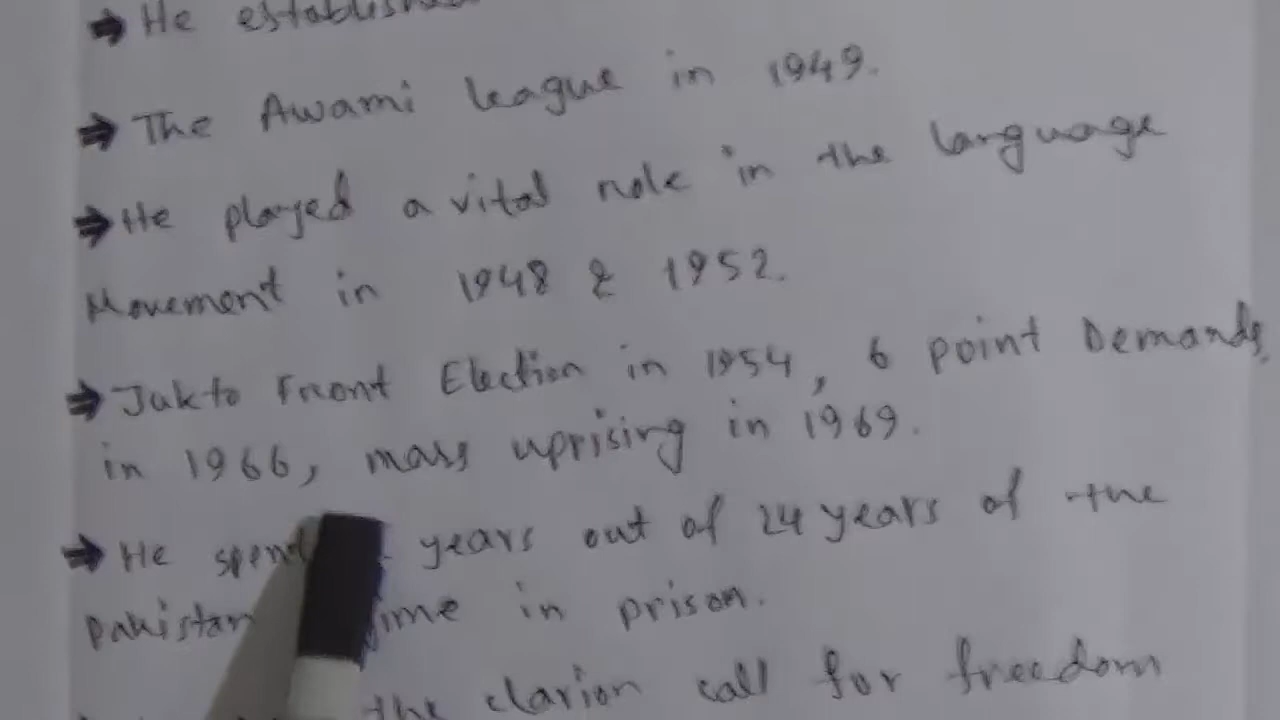 ⇒ He established
⇒ The Awami league in 1949.
⇒ He played a vital role in the language
Movement in 1948 & 1952.
⇒ Jukto Front Election in 1954, 6 point Demands,
in 1966, mass uprising in 1969.
⇒ He years out of 24 years of the
Pakistan in prison.
the clarion call for freedom